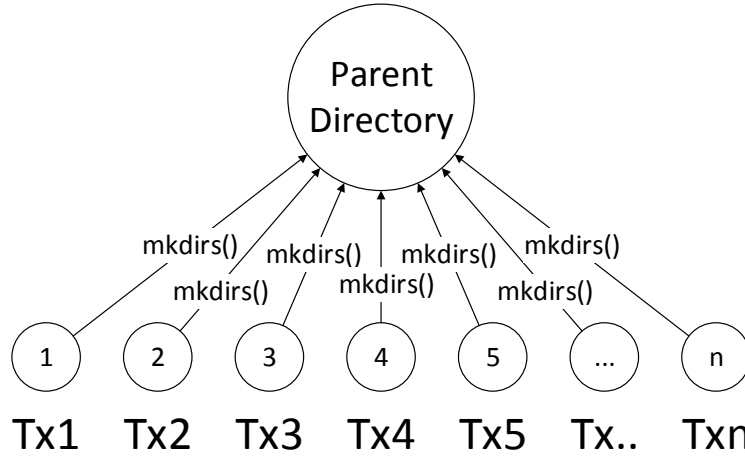 Parent
Directory
mkdirs()
mkdirs()
mkdirs()
mkdirs()
mkdirs()
mkdirs()
mkdirs()
1 2 3 4 5 ... n
Tx1 Tx2 Tx3 Tx4 Tx5 Tx.. Txn